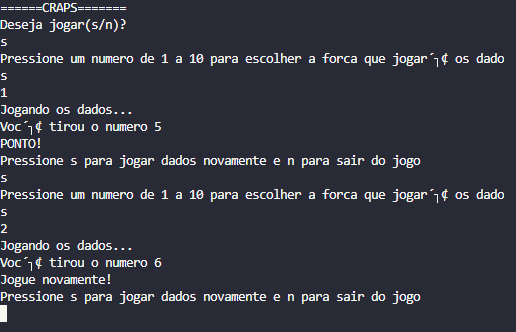 ======CRAPS=======
Deseja jogar(s/n)?
s
Pressione um numero de 1 a 10 para escolher a forca que jogar´┐¢ os dado
s
1
Jogando os dados...
Voc´┐¢ tirou o numero 5
PONTO!
Pressione s para jogar dados novamente e n para sair do jogo
s
Pressione um numero de 1 a 10 para escolher a forca que jogar´┐¢ os dado
s
2
Jogando os dados...
Voc´┐¢ tirou o numero 6
Jogue novamente!
Pressione s para jogar dados novamente e n para sair do jogo